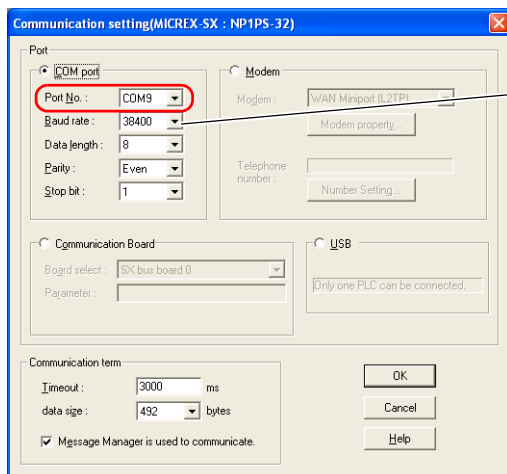 Communication setting(MICREX-SX : NP1PS-32)
Port
COM port
Port No. : COM9
Baud rate : 38400
Data length : 8
Parity : Even
Stop bit : 1
Modem
Modem : WAN Miniport (L2TP)
Modem property...
Telephone
number :
Number Setting...
Communication Board
Board select : SX bus board 0
Parameter :
USB
Only one PLC can be connected.
Communication term
Timeout : 3000 ms
data size : 492 bytes
Message Manager is used to communicate.
OK
Cancel
Help